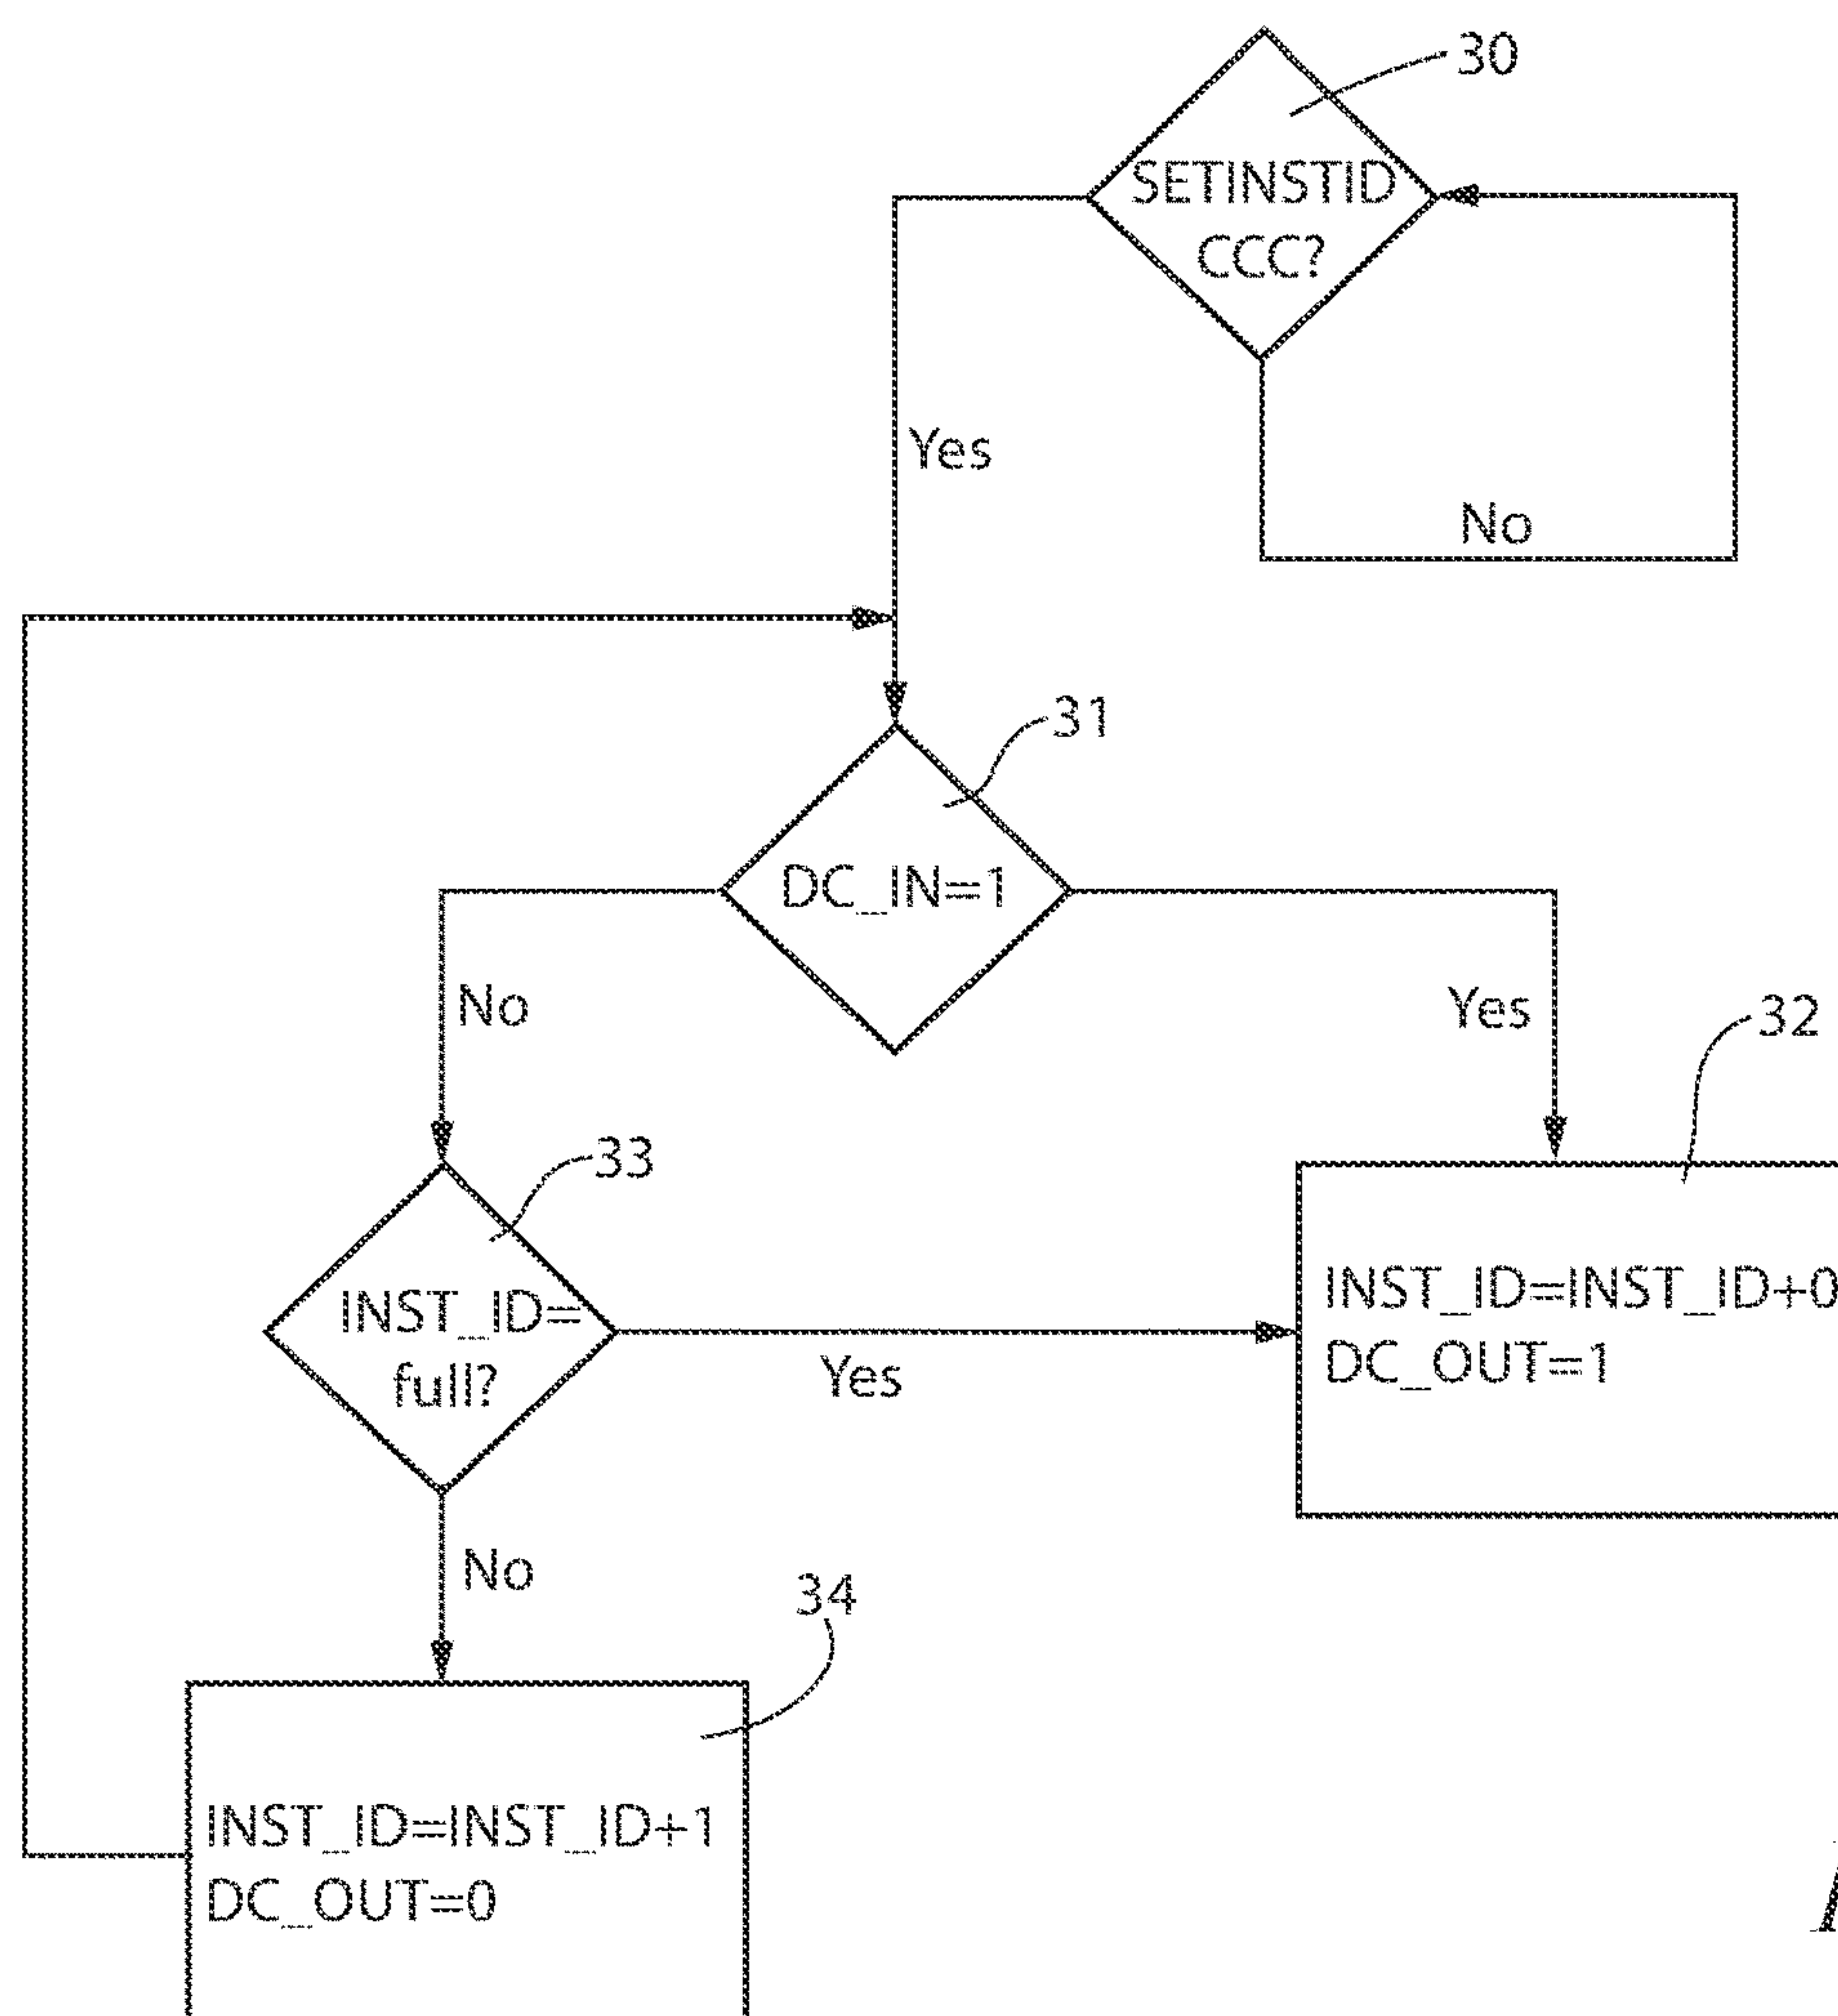 30
SETINSTID
CCC?
Yes
No
31
DC_IN=1
No
Yes
32
33
INST_ID=
full?
Yes
INST_ID=INST_ID+0
DC_OUT=1
No
34
INST_ID=INST_ID+1
DC_OUT=0